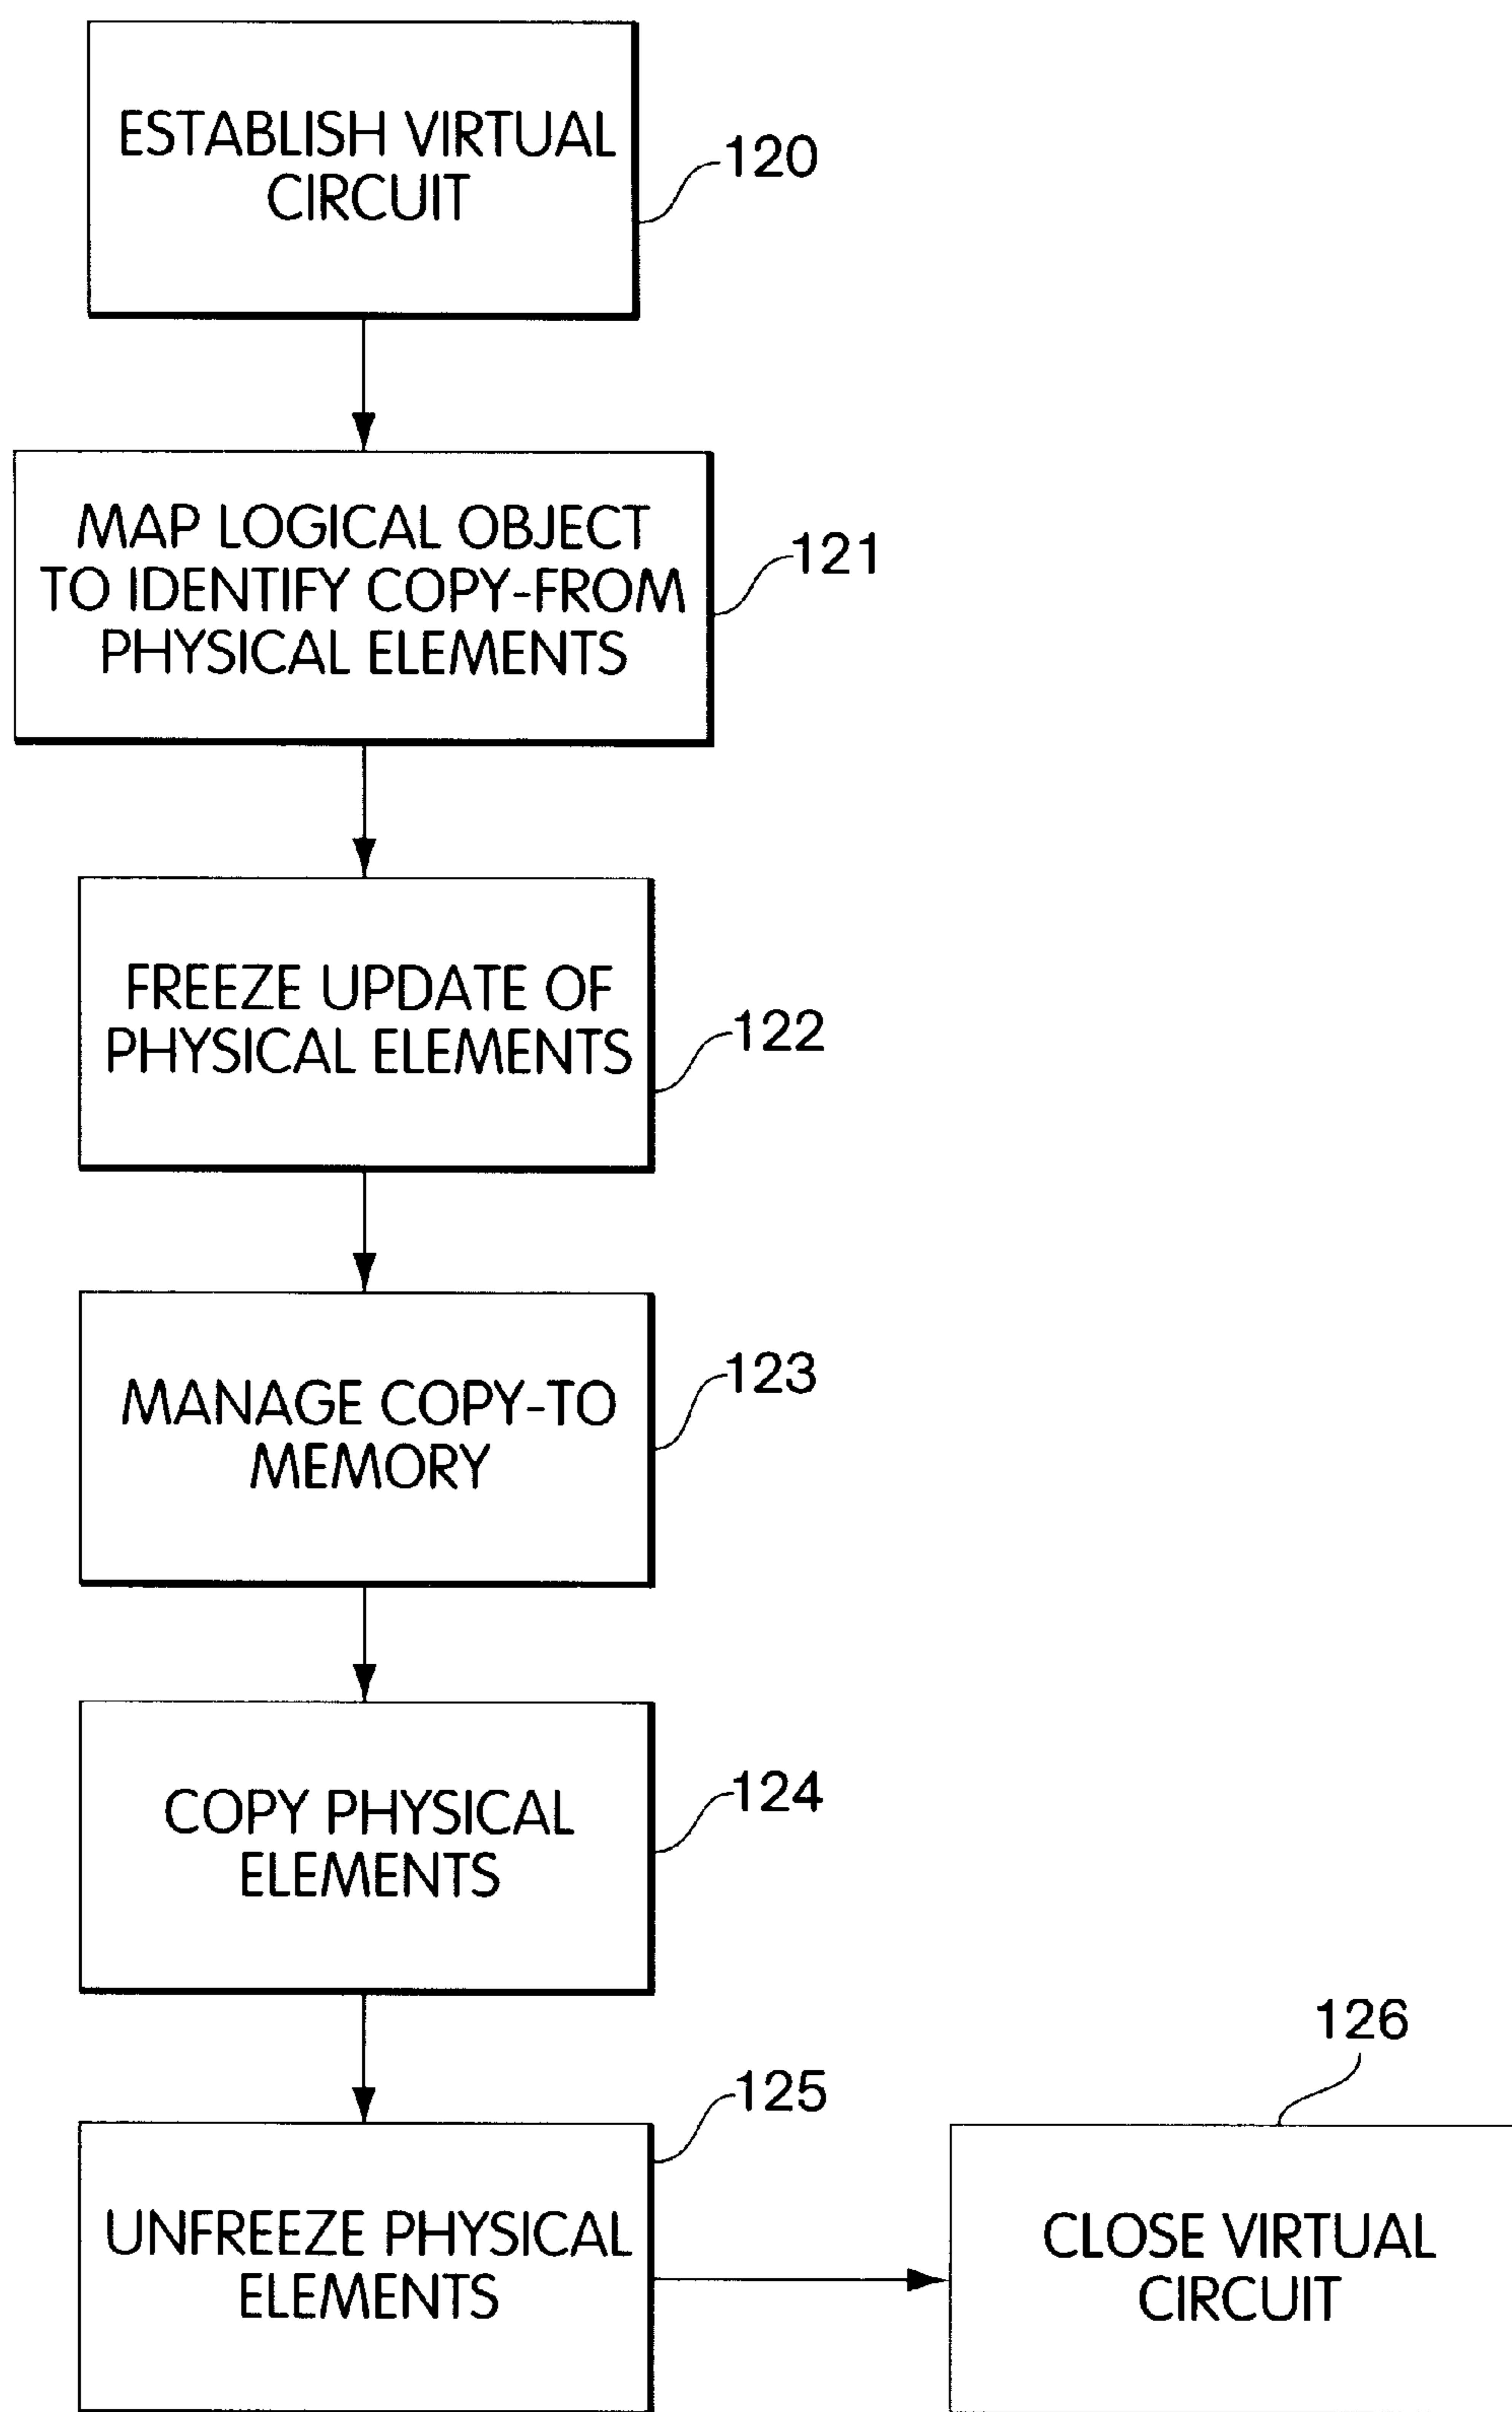 ESTABLISH VIRTUAL
CIRCUIT
120
MAP LOGICAL OBJECT
TO IDENTIFY COPY-FROM
PHYSICAL ELEMENTS
121
FREEZE UPDATE OF
PHYSICAL ELEMENTS
122
MANAGE COPY-TO
MEMORY
123
COPY PHYSICAL
ELEMENTS
124
UNFREEZE PHYSICAL
ELEMENTS
125
126
CLOSE VIRTUAL
CIRCUIT